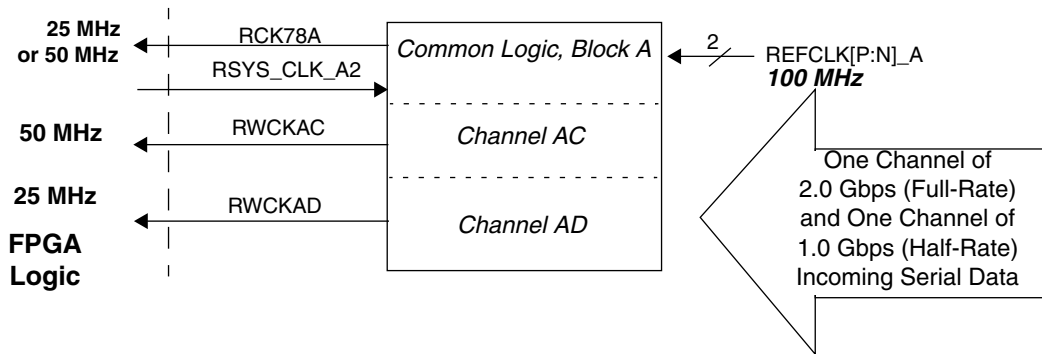 25 MHz
or 50 MHz
RCK78A
RSYS_CLK_A2
Common Logic, Block A
2
REFCLK[P:N]_A
100 MHz
50 MHz
RWCKAC
Channel AC
25 MHz
RWCKAD
Channel AD
FPGA
Logic
One Channel of
2.0 Gbps (Full-Rate)
and One Channel of
1.0 Gbps (Half-Rate)
Incoming Serial Data